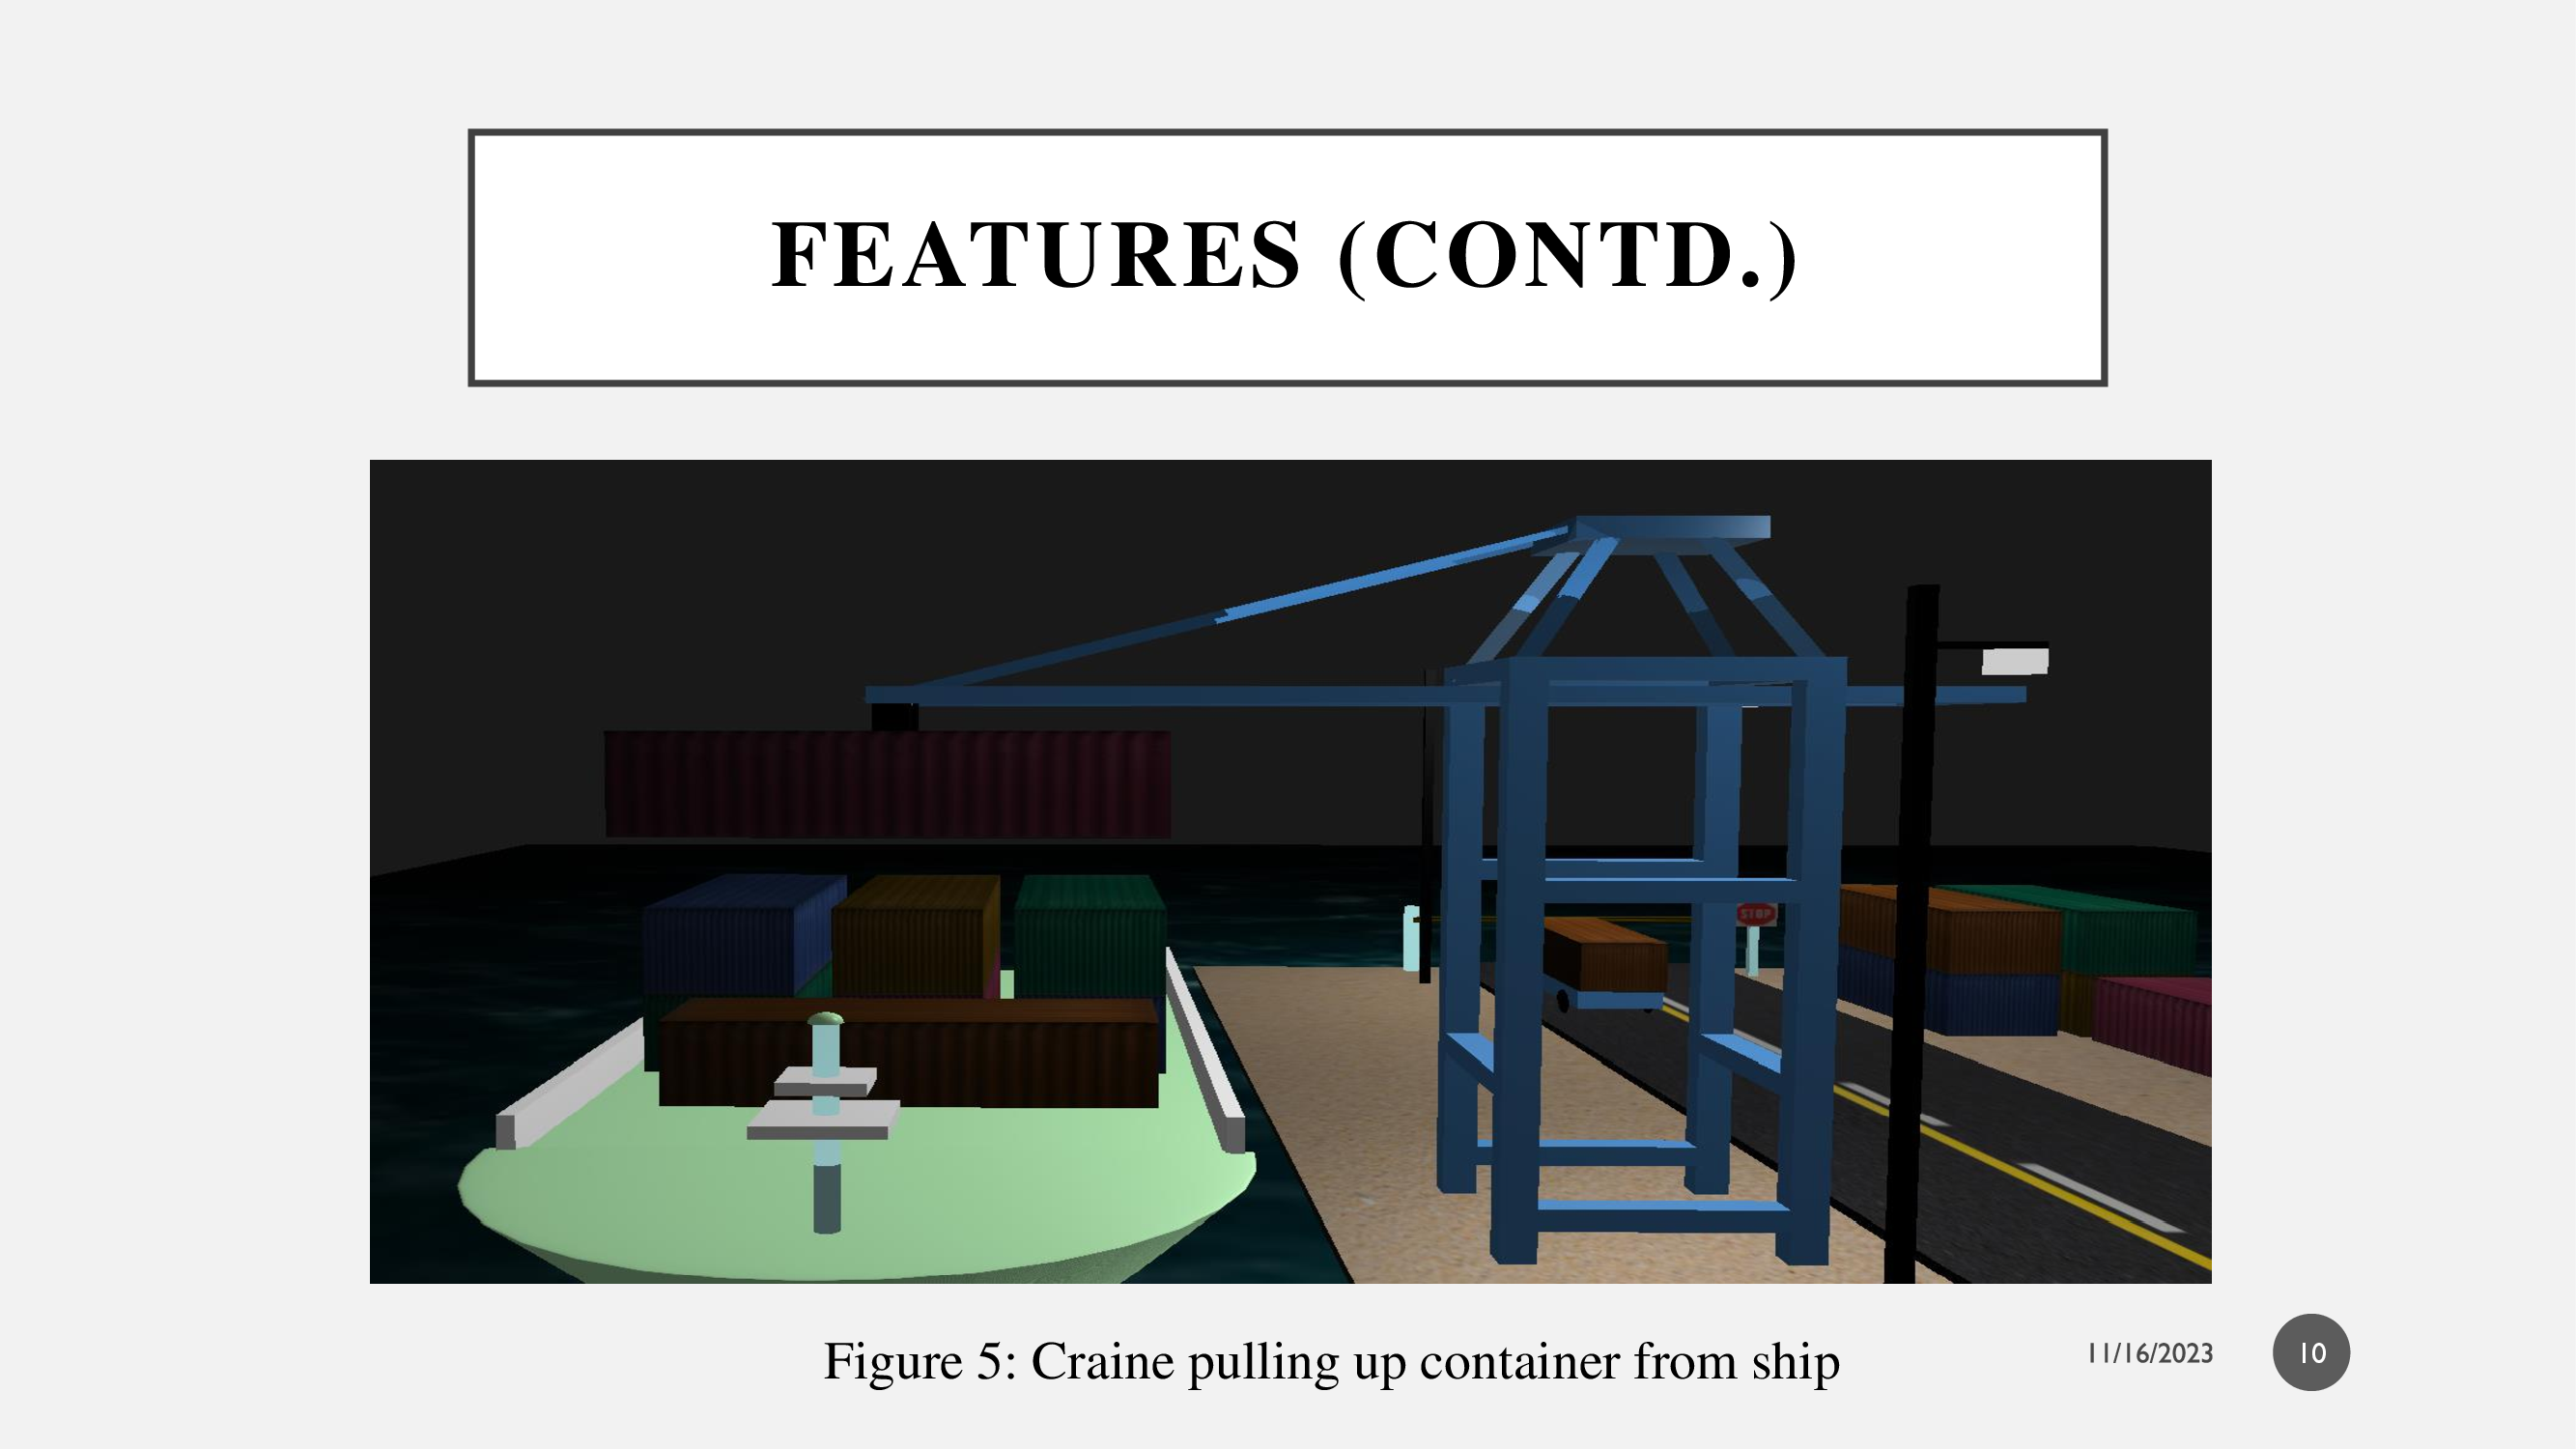 FEATURES (CONTD.)
STOP
Figure 5: Craine pulling up container from ship
11/16/2023
10